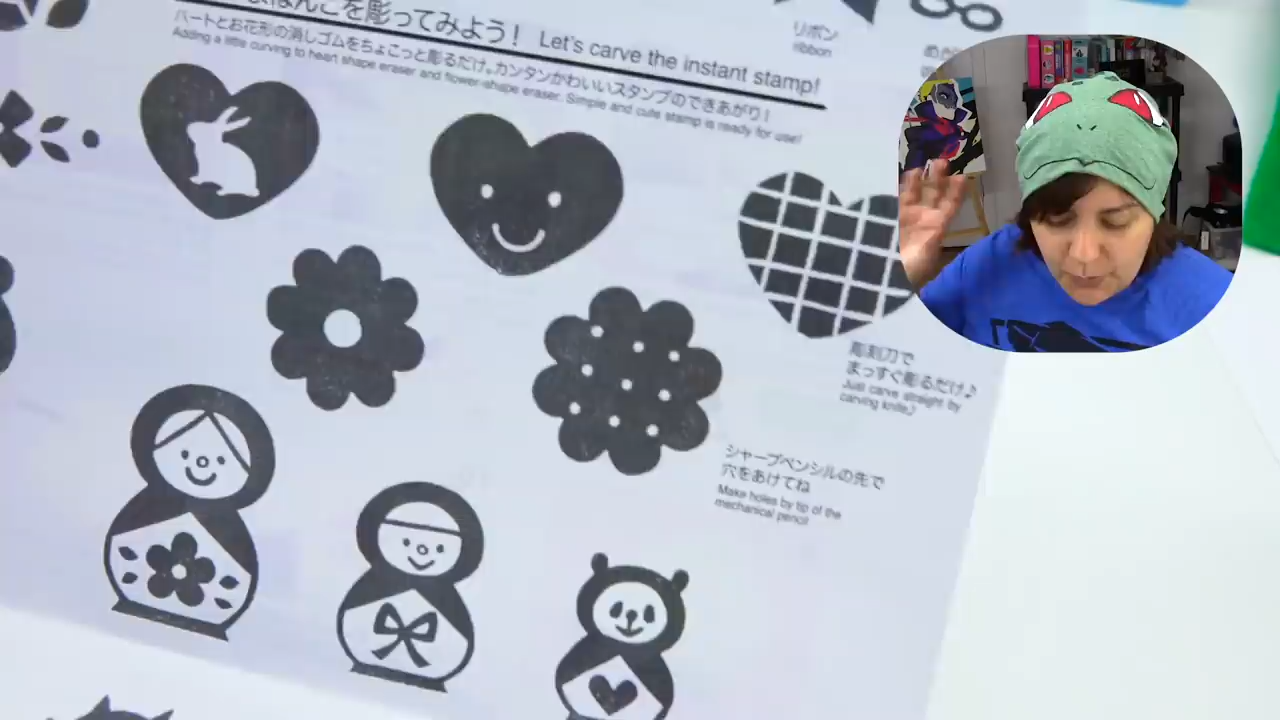 リボン
ribbon
はんこを彫ってみよう! Let's carve the instant stamp!
ハートとお花形の消しゴムをちょこっと彫るだけ。カンタンかわいいスタンプのできあがり!
Adding a little curving to heart shape eraser and flower-shape eraser. Simple and cute stamp is ready for use!
彫刻刀で
まっすぐ彫るだけ♪
Just carve straight by
carving knife♪
シャープペンシルの先で
穴をあけてね
Make holes by tip of the
mechanical pencil